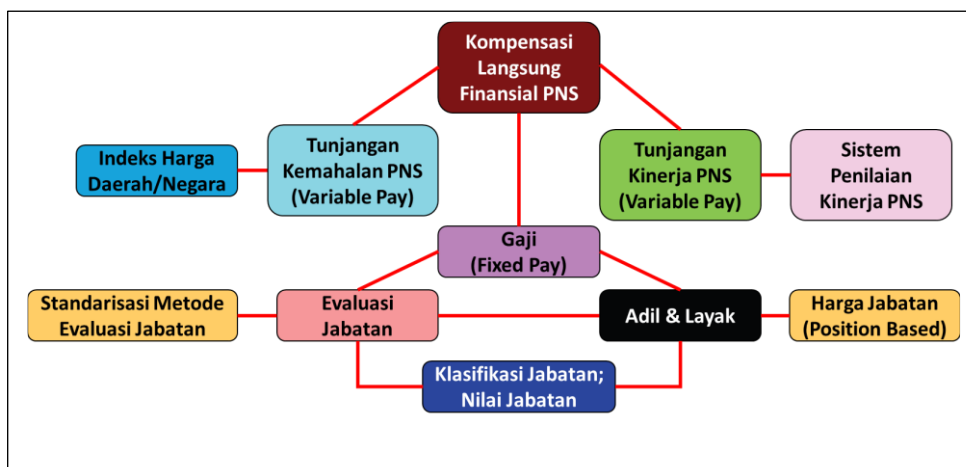 Kompensasi
Langsung
Finansial PNS
Indeks Harga
Daerah/Negara
Tunjangan
Kemahalan PNS
(Variable Pay)
Tunjangan
Kinerja PNS
(Variable Pay)
Sistem
Penilaian
Kinerja PNS
Gaji
(Fixed Pay)
Standarisasi Metode
Evaluasi Jabatan
Evaluasi
Jabatan
Adil & Layak
Harga Jabatan
(Position Based)
Klasifikasi Jabatan;
Nilai Jabatan